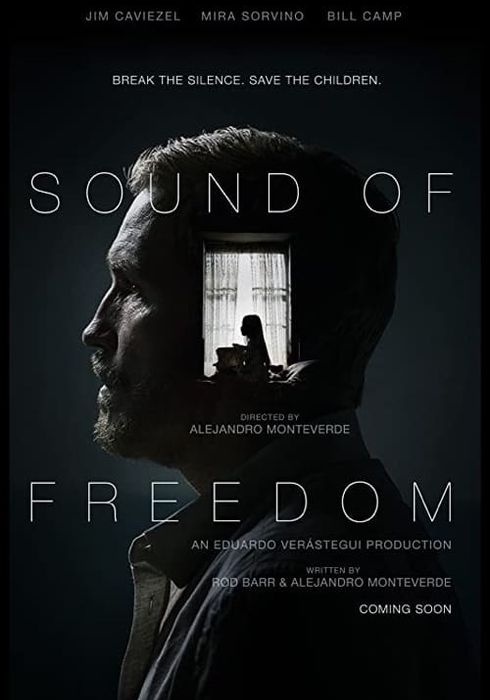 JIM CAVIEZEL MIRA SORVINO BILL CAMP
BREAK THE SILENCE. SAVE THE CHILDREN.
SOUND OF
DIRECTED BY
ALEJANDRO MONTEVERDE
FREEDOM
AN EDUARDO VERÁSTEGUI PRODUCTION
WRITTEN BY
ROD BARR & ALEJANDRO MONTEVERDE
COMING SOON